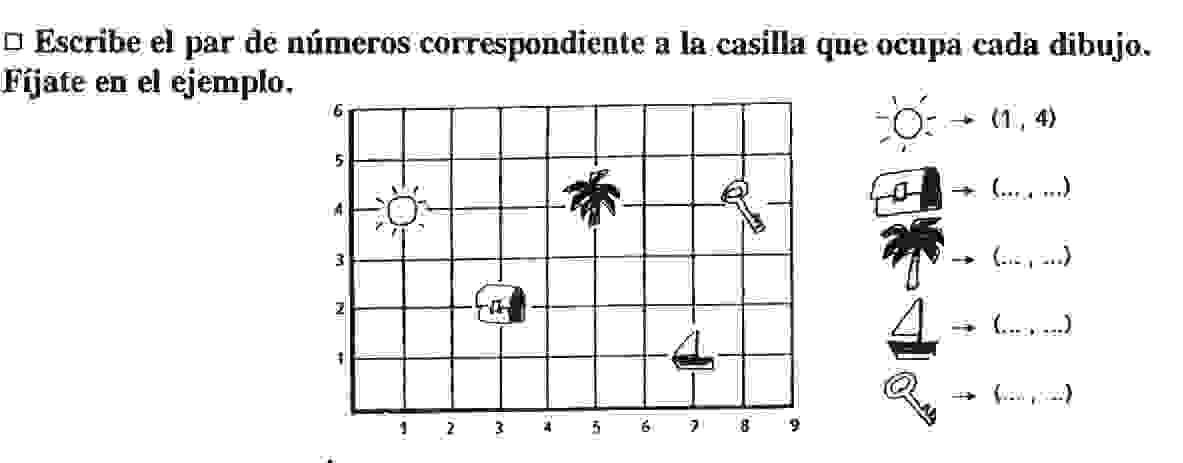 □ Escribe el par de números correspondiente a la casilla que ocupa cada dibujo.
Fíjate en el ejemplo.
6
5
4
3
2
1
1 2 3 4 5 6 7 8 9
→ (1 , 4)
→ (... , ...)
→ (... , ...)
→ (... , ...)
→ (... , ...)